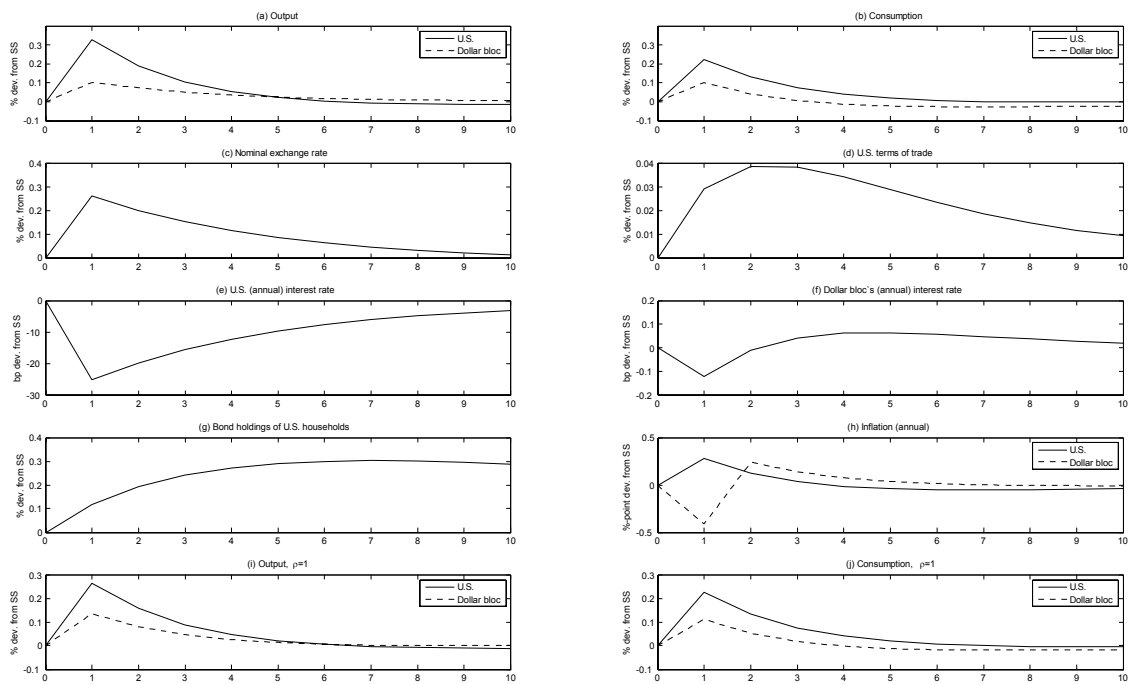 (a) Output
% dev. from SS
0.3
0.2
0.1
0
-0.1
U.S.
Dollar bloc
0 1 2 3 4 5 6 7 8 9 10
(b) Consumption
% dev. from SS
0.3
0.2
0.1
0
-0.1
U.S.
Dollar bloc
0 1 2 3 4 5 6 7 8 9 10
(c) Nominal exchange rate
% dev. from SS
0.4
0.3
0.2
0.1
0
0 1 2 3 4 5 6 7 8 9 10
(d) U.S. terms of trade
% dev. from SS
0.04
0.03
0.02
0.01
0
0 1 2 3 4 5 6 7 8 9 10
(e) U.S. (annual) interest rate
bp dev. from SS
0
-10
-20
-30
0 1 2 3 4 5 6 7 8 9 10
(f) Dollar bloc`s (annual) interest rate
bp dev. from SS
0.2
0.1
0
-0.1
-0.2
0 1 2 3 4 5 6 7 8 9 10
(g) Bond holdings of U.S. households
% dev. from SS
0.4
0.3
0.2
0.1
0
0 1 2 3 4 5 6 7 8 9 10
(h) Inflation (annual)
%-point dev. from SS
0.5
0
-0.5
U.S.
Dollar bloc
0 1 2 3 4 5 6 7 8 9 10
(i) Output, ρ=1
% dev. from SS
0.3
0.2
0.1
0
-0.1
U.S.
Dollar bloc
0 1 2 3 4 5 6 7 8 9 10
(j) Consumption, ρ=1
% dev. from SS
0.3
0.2
0.1
0
-0.1
U.S.
Dollar bloc
0 1 2 3 4 5 6 7 8 9 10